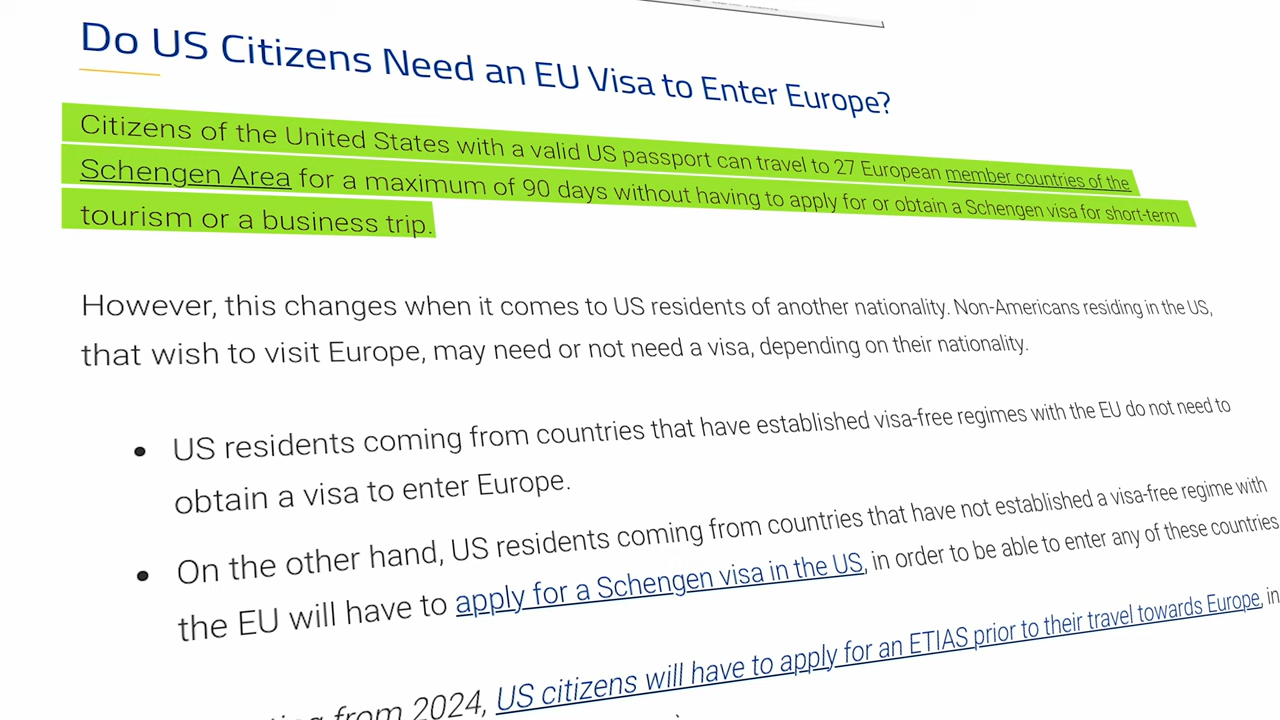 Do US Citizens Need an EU Visa to Enter Europe?
Citizens of the United States with a valid US passport can travel to 27 European member countries of the
Schengen Area for a maximum of 90 days without having to apply for or obtain a Schengen visa for short-term
tourism or a business trip.
However, this changes when it comes to US residents of another nationality. Non-Americans residing in the US,
that wish to visit Europe, may need or not need a visa, depending on their nationality.
• US residents coming from countries that have established visa-free regimes with the EU do not need to
obtain a visa to enter Europe.
• On the other hand, US residents coming from countries that have not established a visa-free regime with
the EU will have to apply for a Schengen visa in the US, in order to be able to enter any of these countries
from 2024, US citizens will have to apply for an ETIAS prior to their travel towards Europe, in